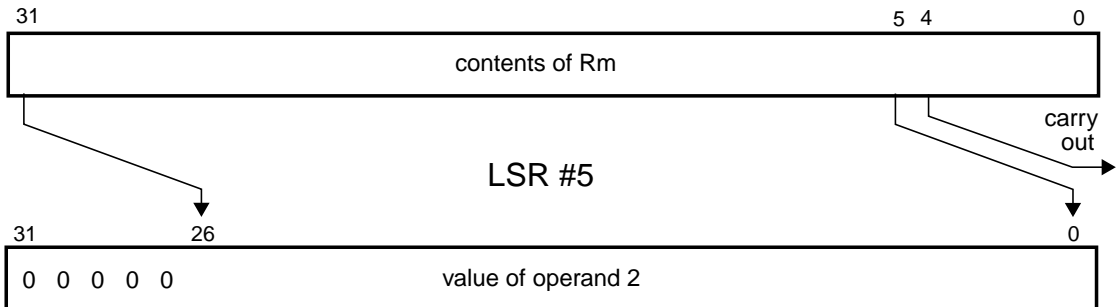 31 5 4 0
contents of Rm
carry
out
LSR #5
31 26 0
0 0 0 0 0 value of operand 2